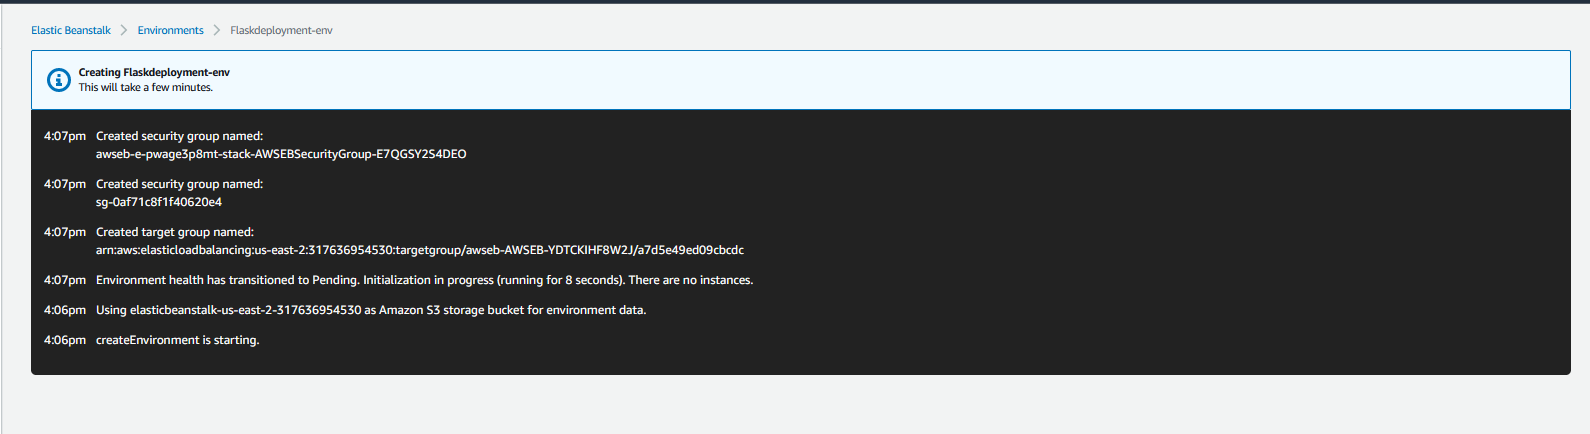 Elastic Beanstalk > Environments > Flaskdeployment-env
Creating Flaskdeployment-env
This will take a few minutes.
4:07pm Created security group named:
awseb-e-pwage3p8mt-stack-AWSEBSecurityGroup-E7QGSY2S4DEO
4:07pm Created security group named:
sg-0af71c8f1f40620e4
4:07pm Created target group named:
arn:aws:elasticloadbalancing:us-east-2:317636954530:targetgroup/awseb-AWSEB-YDTCKIHF8W2J/a7d5e49ed09cbcdc
4:07pm Environment health has transitioned to Pending. Initialization in progress (running for 8 seconds). There are no instances.
4:06pm Using elasticbeanstalk-us-east-2-317636954530 as Amazon S3 storage bucket for environment data.
4:06pm createEnvironment is starting.